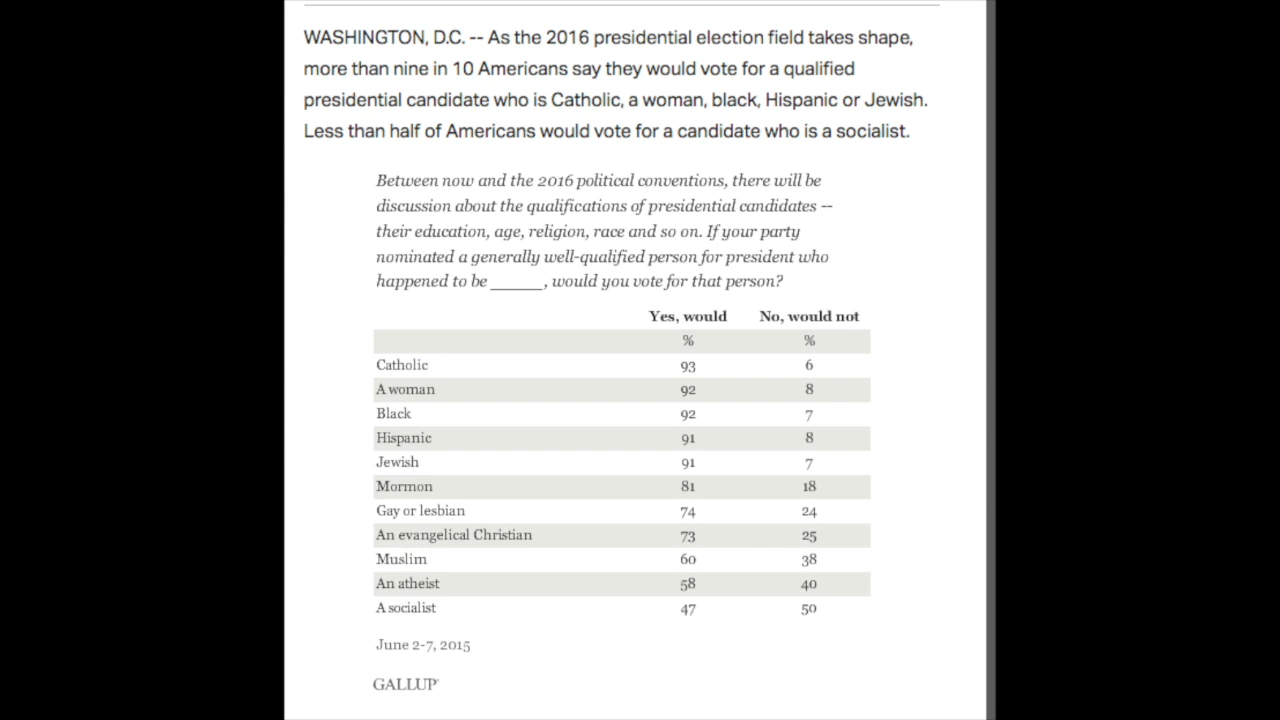 WASHINGTON, D.C. -- As the 2016 presidential election field takes shape,
more than nine in 10 Americans say they would vote for a qualified
presidential candidate who is Catholic, a woman, black, Hispanic or Jewish.
Less than half of Americans would vote for a candidate who is a socialist.
Between now and the 2016 political conventions, there will be
discussion about the qualifications of presidential candidates --
their education, age, religion, race and so on. If your party
nominated a generally well-qualified person for president who
happened to be _____, would you vote for that person?
Yes, would No, would not
% %
Catholic 93 6
A woman 92 8
Black 92 7
Hispanic 91 8
Jewish 91 7
Mormon 81 18
Gay or lesbian 74 24
An evangelical Christian 73 25
Muslim 60 38
An atheist 58 40
A socialist 47 50
June 2-7, 2015
GALLUP